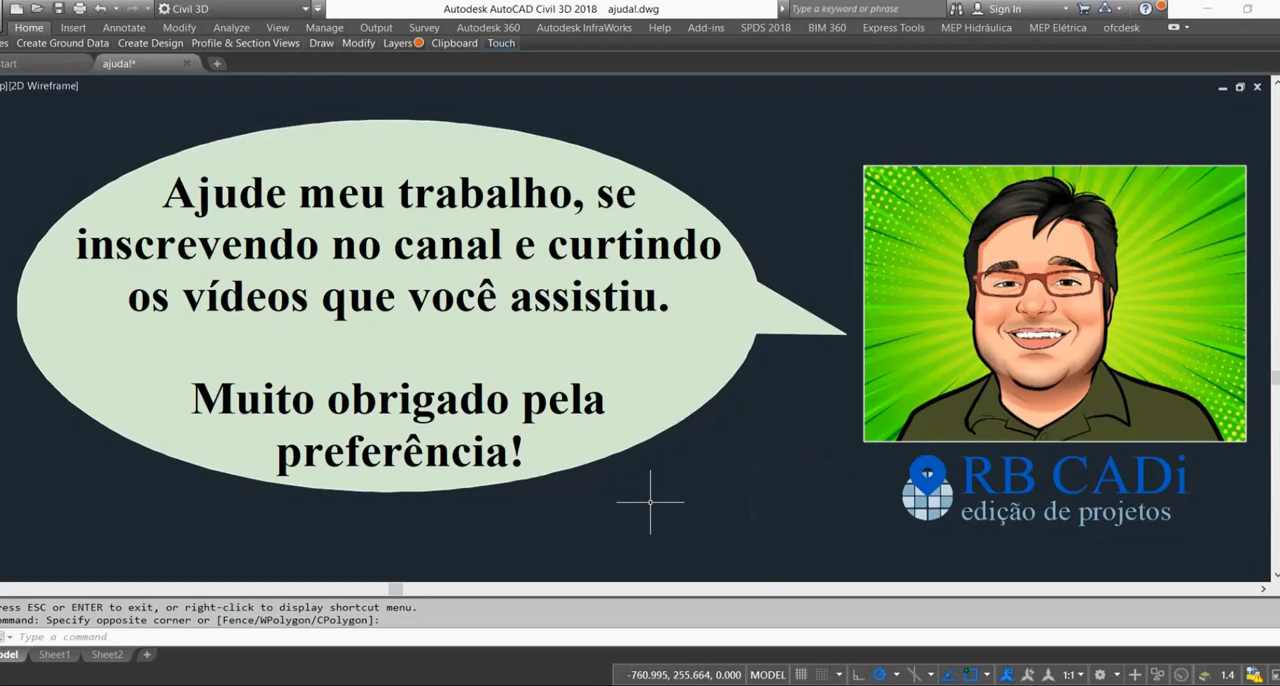 Civil 3D
Autodesk AutoCAD Civil 3D 2018 ajuda!.dwg
Type a keyword or phrase
Sign In
Home Insert Annotate Modify Analyze View Manage Output Survey Autodesk 360 Autodesk InfraWorks Help Add-ins SPDS 2018 BIM 360 Express Tools MEP Hidráulica MEP Elétrica ofcdesk
es Create Ground Data Create Design Profile & Section Views Draw Modify Layers Clipboard Touch
tart ajuda!*
p][2D Wireframe]
Ajude meu trabalho, se
inscrevendo no canal e curtindo
os vídeos que você assistiu.
Muito obrigado pela
preferência!
RB CADi
edição de projetos
ress ESC or ENTER to exit, or right-click to display shortcut menu.
ommand: Specify opposite corner or [Fence/WPolygon/CPolygon]:
Type a command
odel Sheet1 Sheet2
-760.995, 255.664, 0.000 MODEL 1:1 1.4